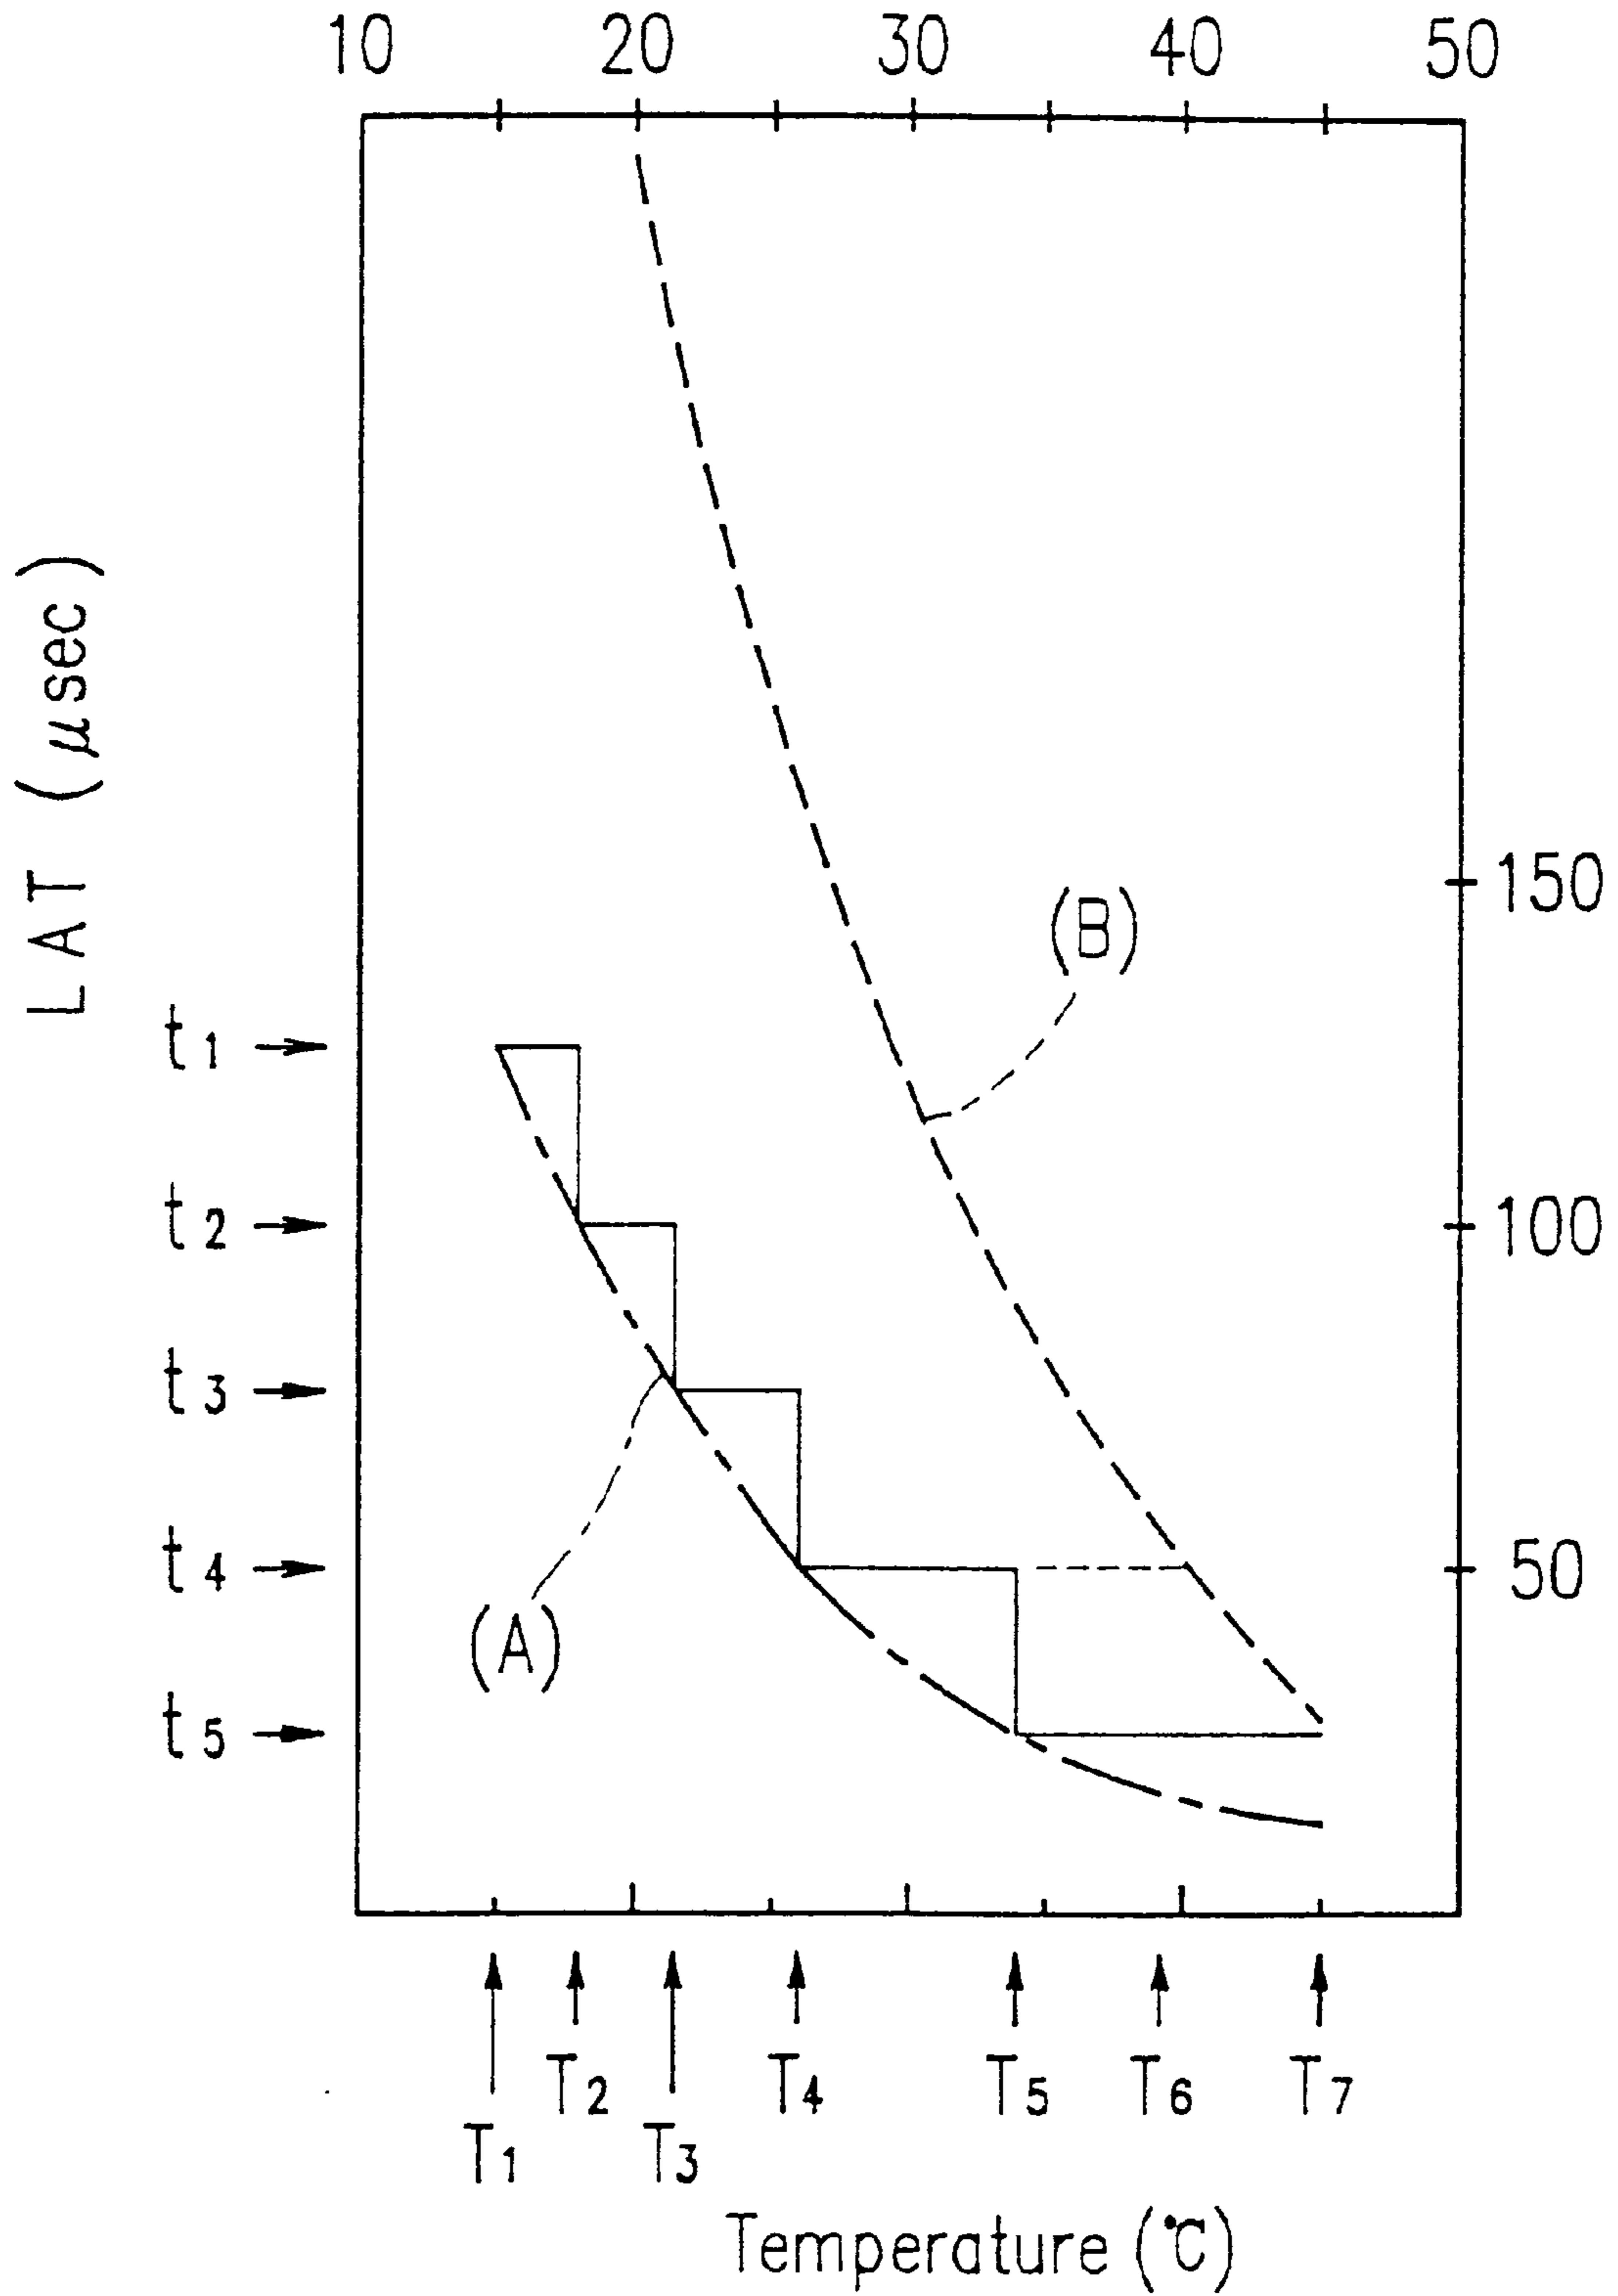 10 20 30 40 50
LAT (μsec)
150
(B)
t1
t2
100
t3
t4
50
(A)
t5
T2 T4 T5 T6 T7
T1 T3
Temperature (℃)